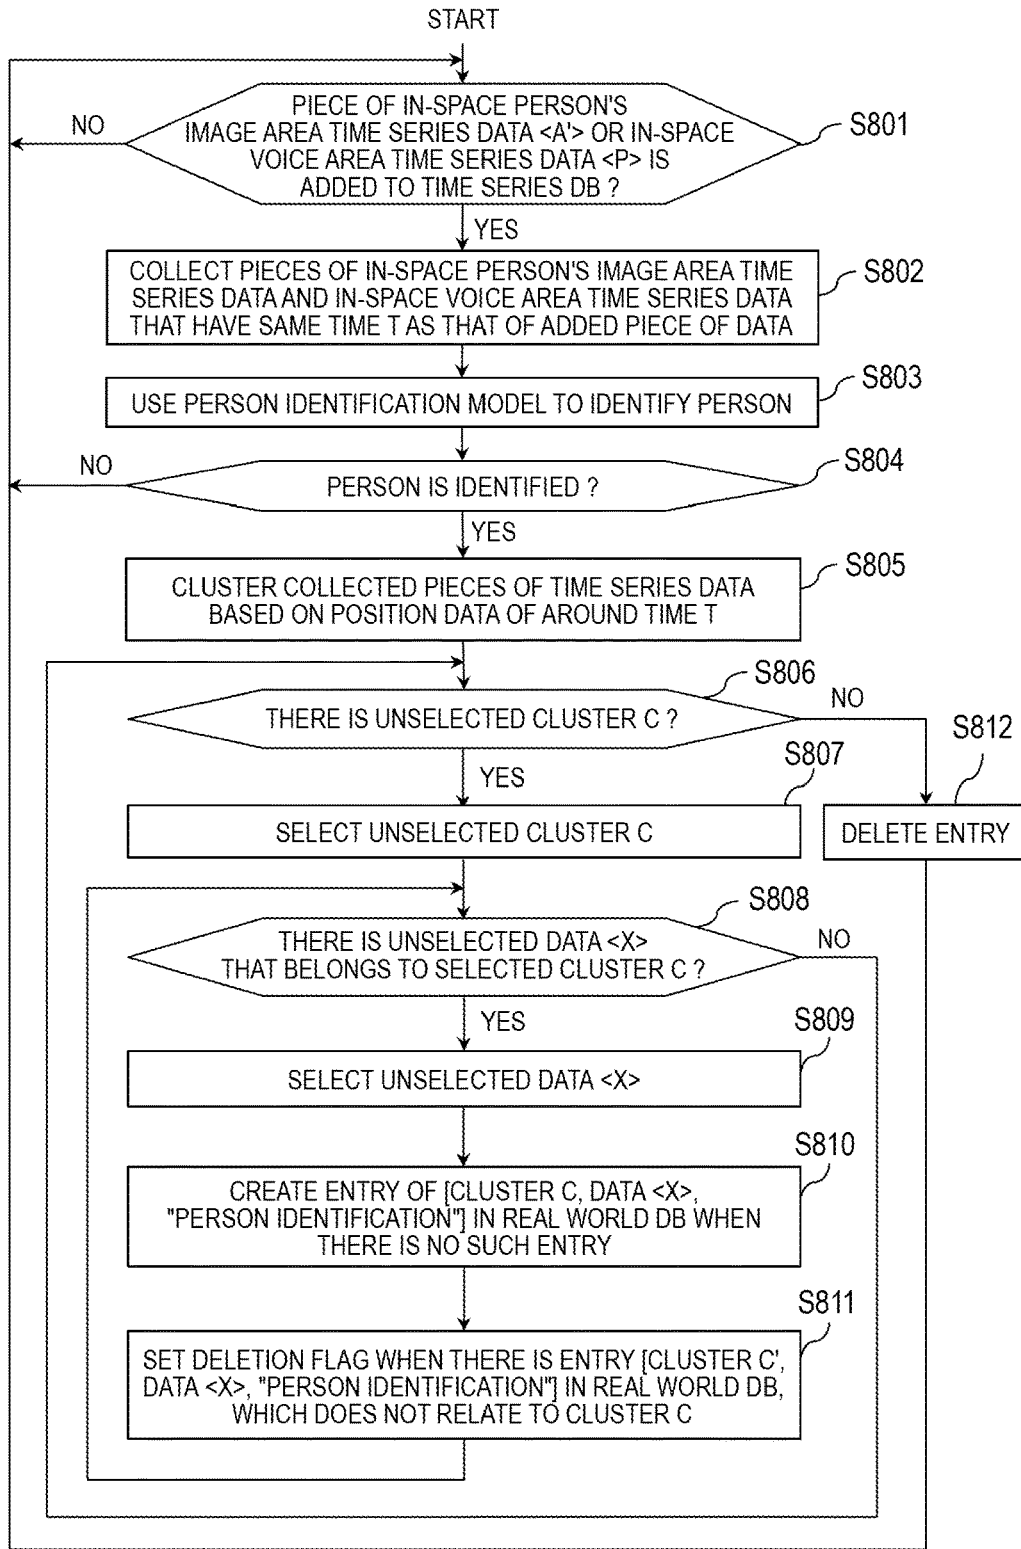 START
PIECE OF IN-SPACE PERSON'S
IMAGE AREA TIME SERIES DATA <A'> OR IN-SPACE
VOICE AREA TIME SERIES DATA <P> IS
ADDED TO TIME SERIES DB ?
NO
S801
YES
COLLECT PIECES OF IN-SPACE PERSON'S IMAGE AREA TIME
SERIES DATA AND IN-SPACE VOICE AREA TIME SERIES DATA
THAT HAVE SAME TIME T AS THAT OF ADDED PIECE OF DATA
S802
USE PERSON IDENTIFICATION MODEL TO IDENTIFY PERSON
S803
NO
PERSON IS IDENTIFIED ?
S804
YES
CLUSTER COLLECTED PIECES OF TIME SERIES DATA
BASED ON POSITION DATA OF AROUND TIME T
S805
THERE IS UNSELECTED CLUSTER C ?
S806
NO
YES
SELECT UNSELECTED CLUSTER C
S807
DELETE ENTRY
S812
THERE IS UNSELECTED DATA <X>
THAT BELONGS TO SELECTED CLUSTER C ?
S808
NO
YES
SELECT UNSELECTED DATA <X>
S809
CREATE ENTRY OF [CLUSTER C, DATA <X>,
"PERSON IDENTIFICATION"] IN REAL WORLD DB WHEN
THERE IS NO SUCH ENTRY
S810
SET DELETION FLAG WHEN THERE IS ENTRY [CLUSTER C',
DATA <X>, "PERSON IDENTIFICATION"] IN REAL WORLD DB,
WHICH DOES NOT RELATE TO CLUSTER C
S811